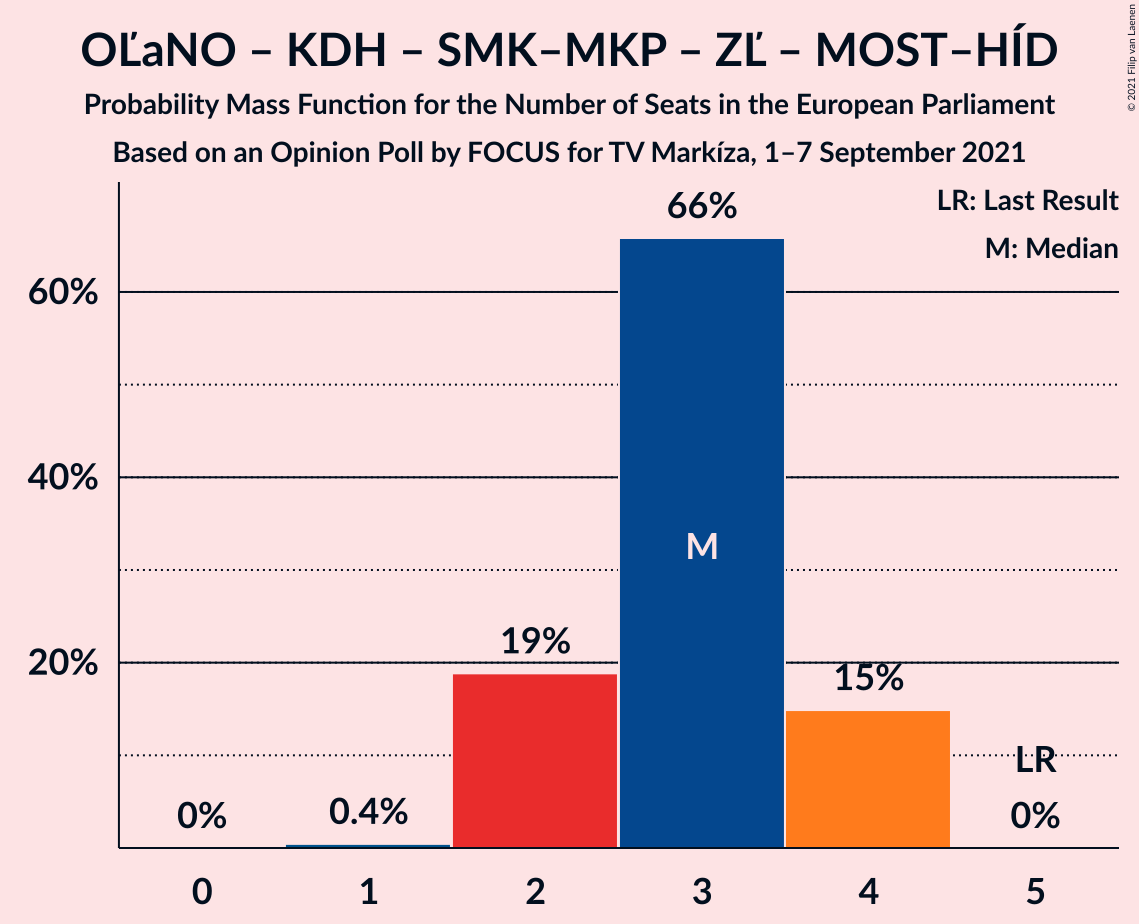 OĽaNO – KDH – SMK–MKP – ZĽ – MOST–HÍD
Probability Mass Function for the Number of Seats in the European Parliament
Based on an Opinion Poll by FOCUS for TV Markíza, 1–7 September 2021
© 2021 Filip van Laenen
LR: Last Result
M: Median
66%
60%
40%
M
20%
19%
15%
LR
0%
0.4%
0%
0
1
2
3
4
5